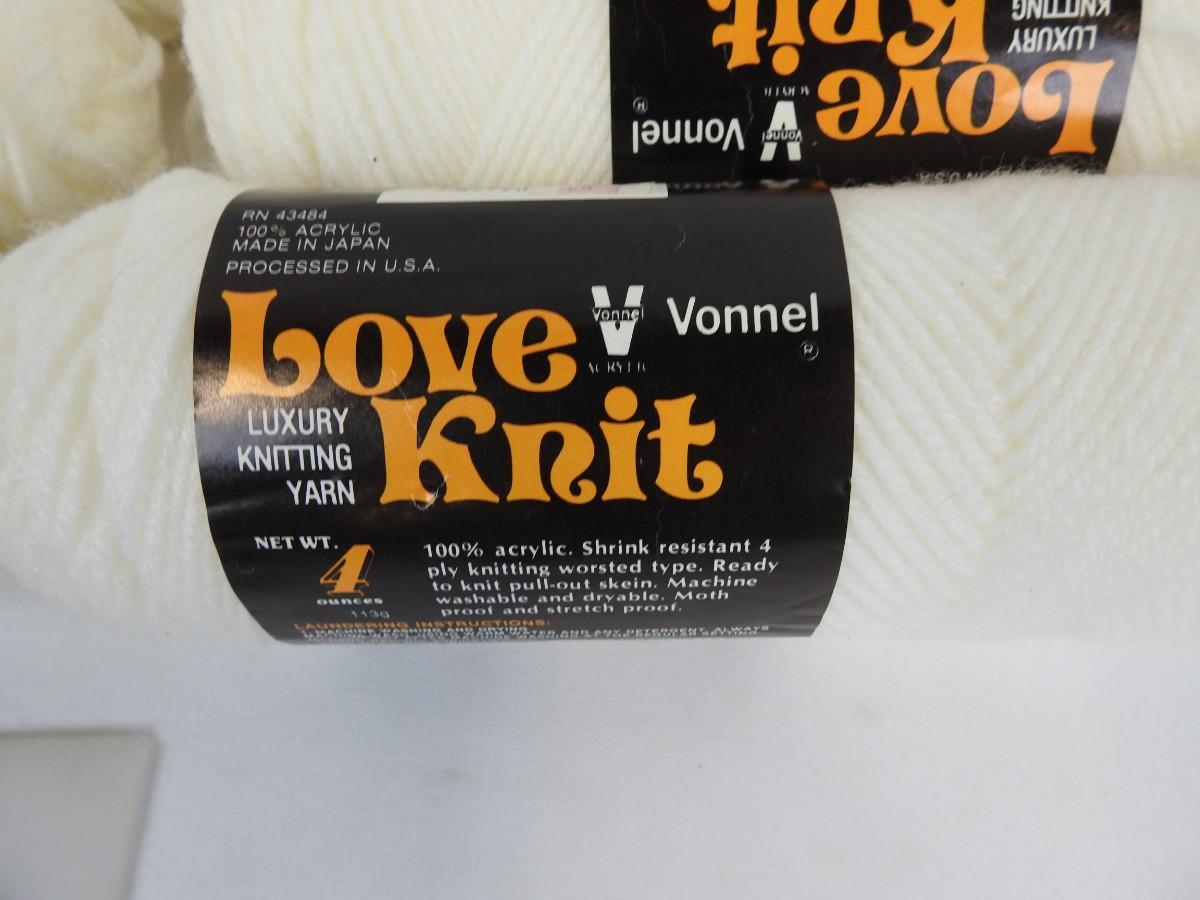 Love
Knit
LUXURY
KNITTING
Vonnel
Vonnel
RN 43484
100% ACRYLIC
MADE IN JAPAN
PROCESSED IN U.S.A.
Love
Knit
Vonnel
ACRYLIC
Vonnel
®
LUXURY
KNITTING
YARN
NET WT.
4
ounces
113g
100% acrylic. Shrink resistant 4
ply knitting worsted type. Ready
to knit pull-out skein. Machine
washable and dryable. Moth
proof and stretch proof.
LAUNDERING INSTRUCTIONS: